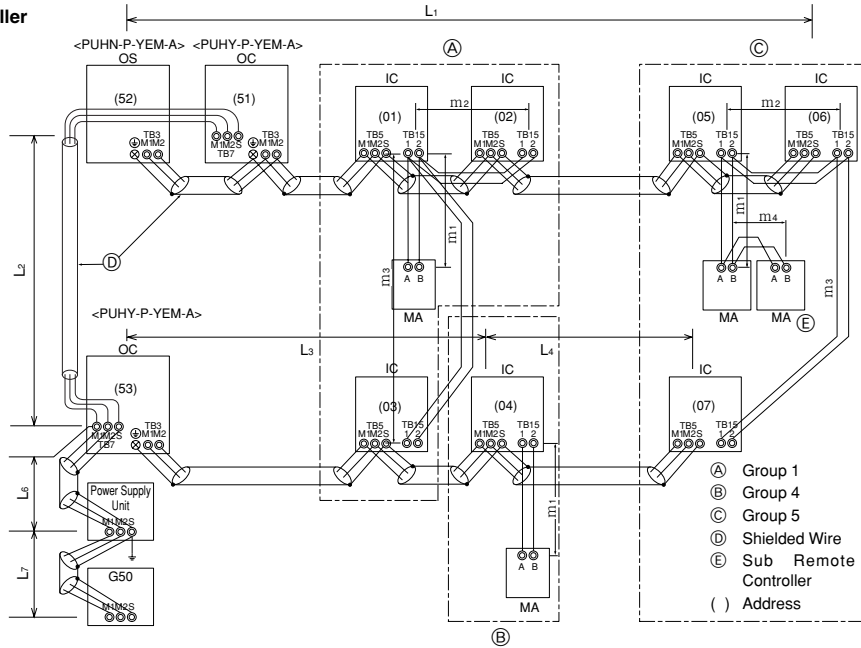 ller
L1
<PUHN-P-YEM-A> <PUHY-P-YEM-A>
OS OC
A C
IC IC IC IC
(52) (51) (01) (02) (05) (06)
m2 m2
TB3
M1M2
M1M2S
TB7
TB3
M1M2
TB5
M1M2S
TB15
1 2
TB5
M1M2S
TB15
1 2
TB5
M1M2S
TB15
1 2
TB5
M1M2S
TB15
1 2
L2
D
m3
m1
m1
m4
m3
A B
MA
A B
MA
A B
MA
E
<PUHY-P-YEM-A>
OC
L3
L4
IC IC IC
(53) (03) (04) (07)
M1M2S
TB7
TB3
M1M2
TB5
M1M2S
TB15
1 2
TB5
M1M2S
TB15
1 2
TB5
M1M2S
TB15
1 2
L6
Power Supply
Unit
M1M2S
L7
G50
M1M2S
m1
A B
MA
B
A Group 1
B Group 4
C Group 5
D Shielded Wire
E Sub Remote
Controller
( ) Address